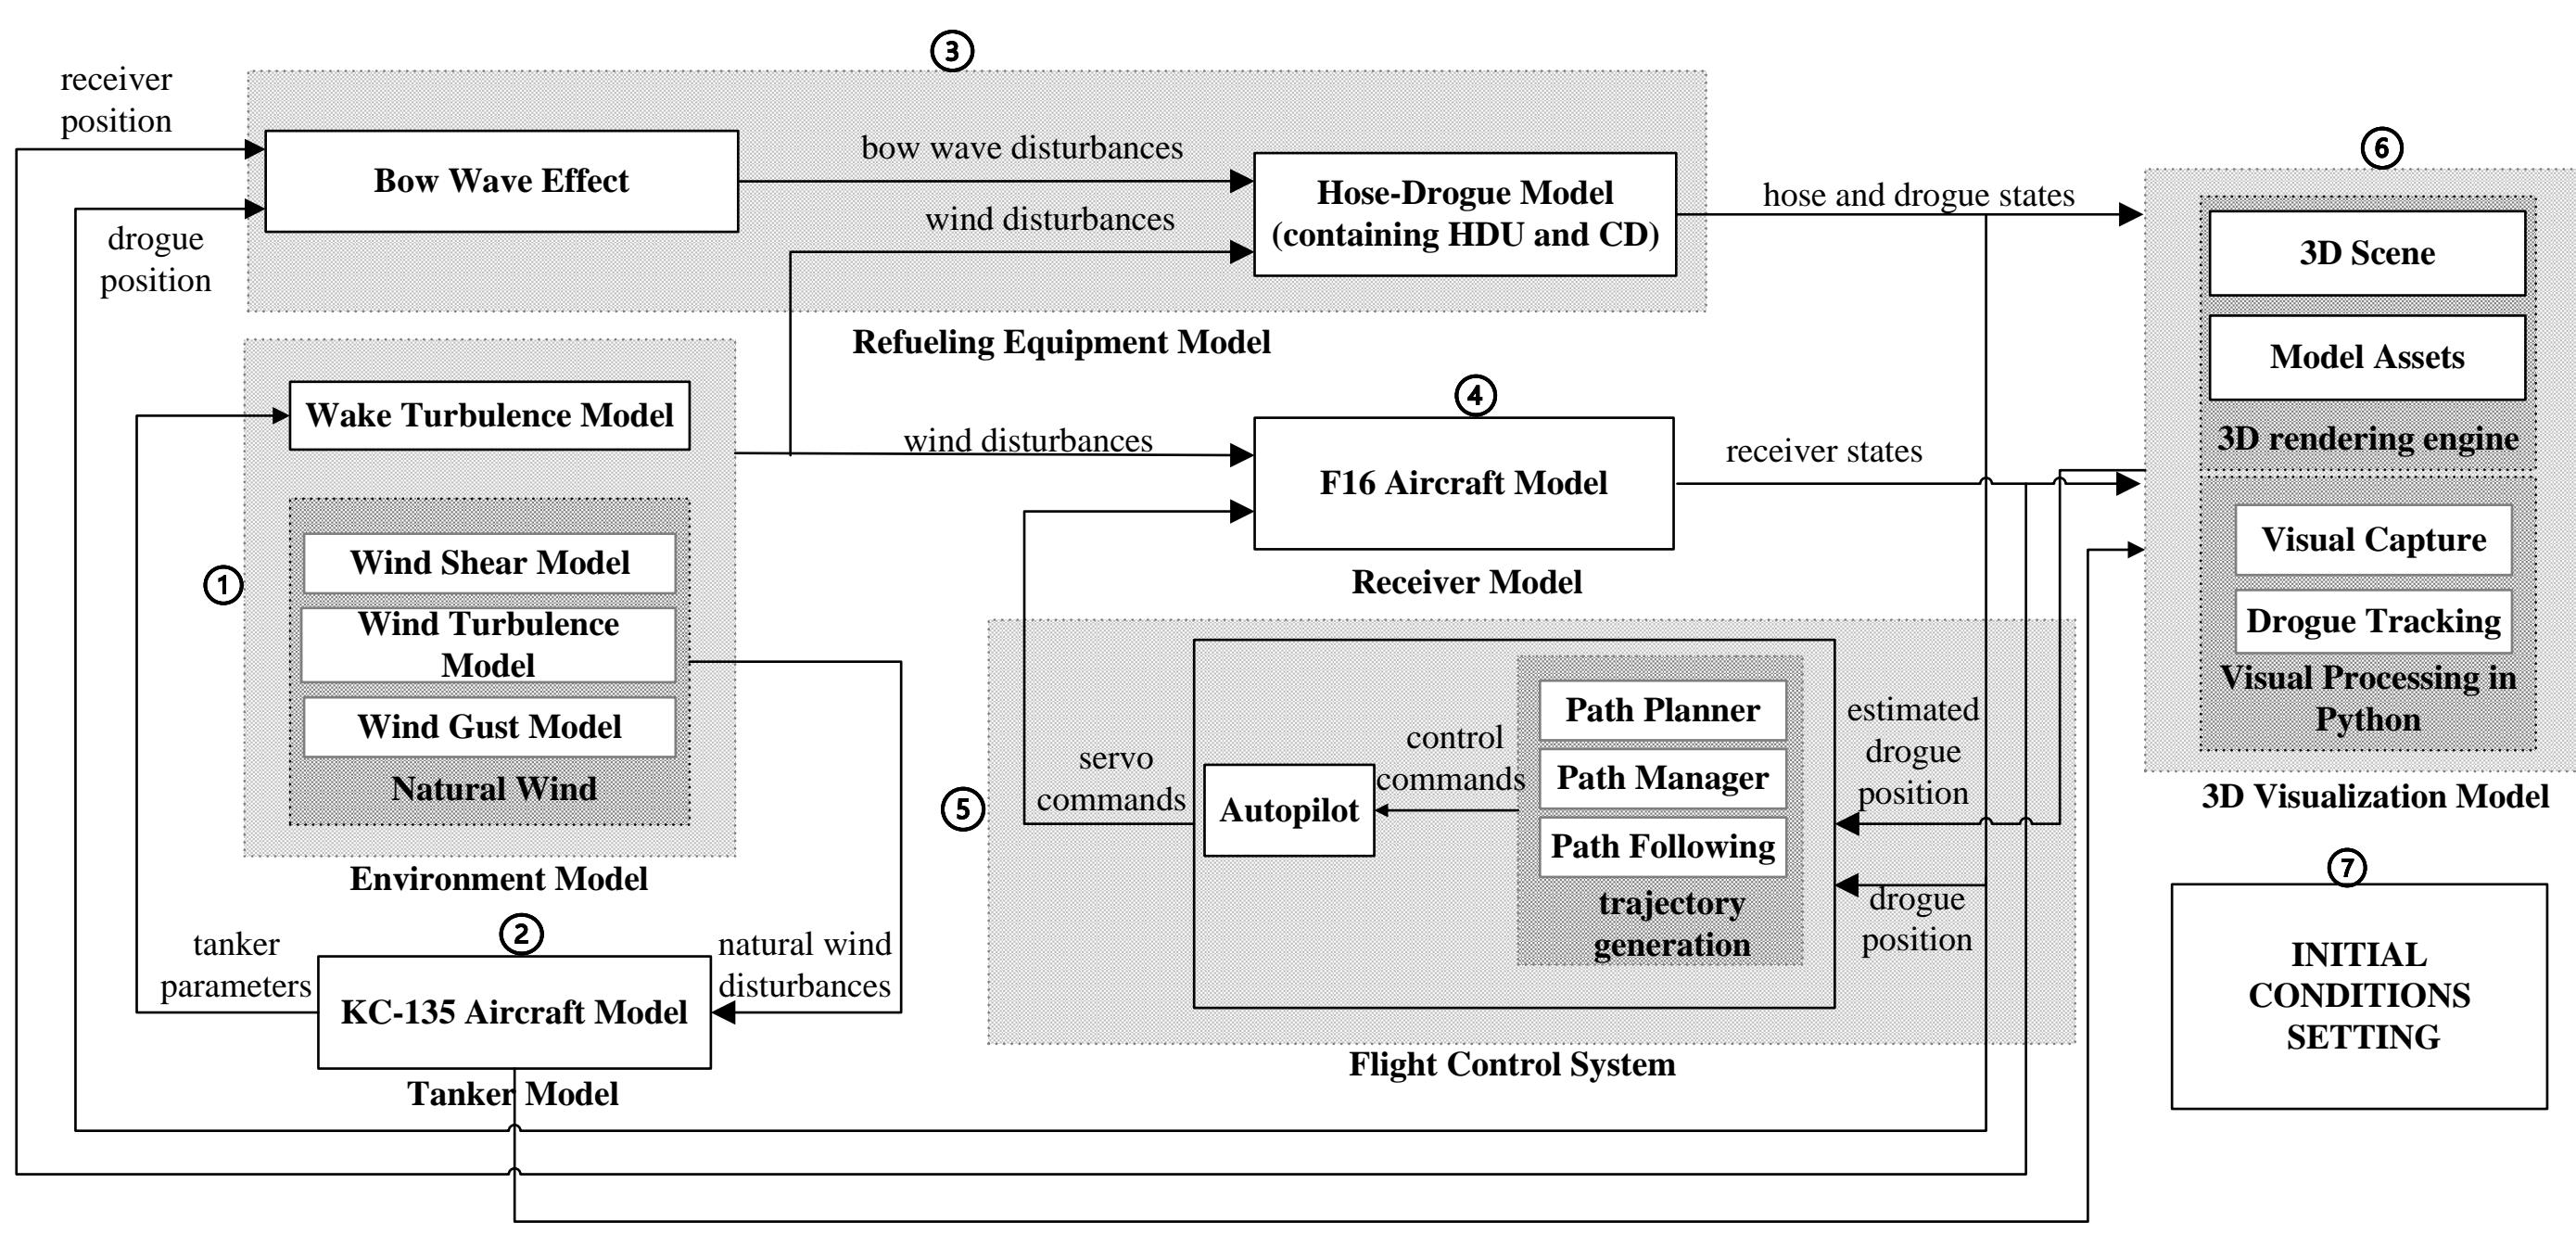 ③
receiver
position
Bow Wave Effect
bow wave disturbances
wind disturbances
Hose-Drogue Model
(containing HDU and CD)
hose and drogue states
drogue
position
Refueling Equipment Model
⑥
3D Scene
Model Assets
3D rendering engine
Visual Capture
Drogue Tracking
Visual Processing in
Python
3D Visualization Model
①
Wake Turbulence Model
Wind Shear Model
Wind Turbulence
Model
Wind Gust Model
Natural Wind
Environment Model
wind disturbances
④
F16 Aircraft Model
receiver states
Receiver Model
⑤
servo
commands
Autopilot
control
commands
Path Planner
Path Manager
Path Following
trajectory
generation
estimated
drogue
position
drogue
position
Flight Control System
②
tanker
parameters
KC-135 Aircraft Model
natural wind
disturbances
Tanker Model
⑦
INITIAL
CONDITIONS
SETTING